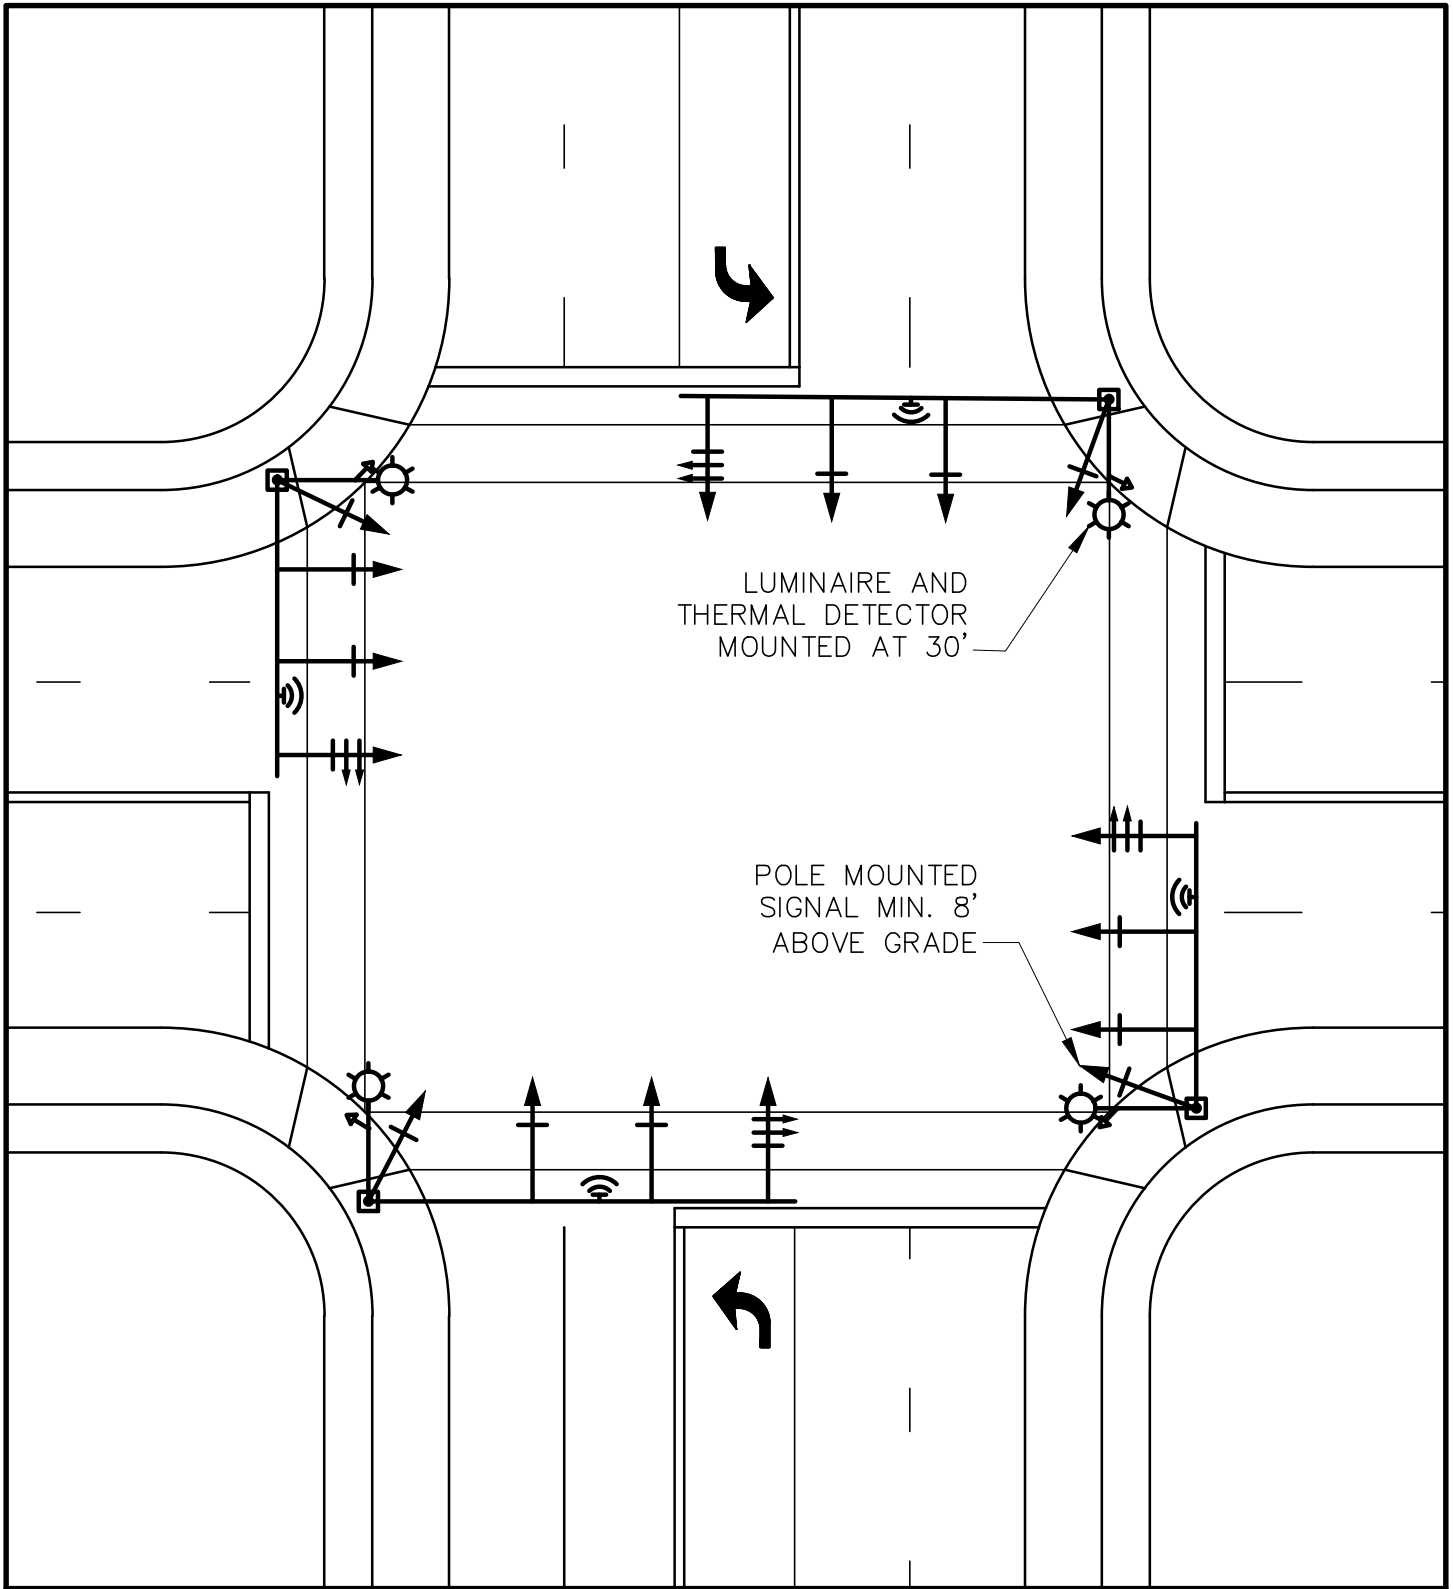 LUMINAIRE AND
THERMAL DETECTOR
MOUNTED AT 30'
POLE MOUNTED
SIGNAL MIN. 8'
ABOVE GRADE